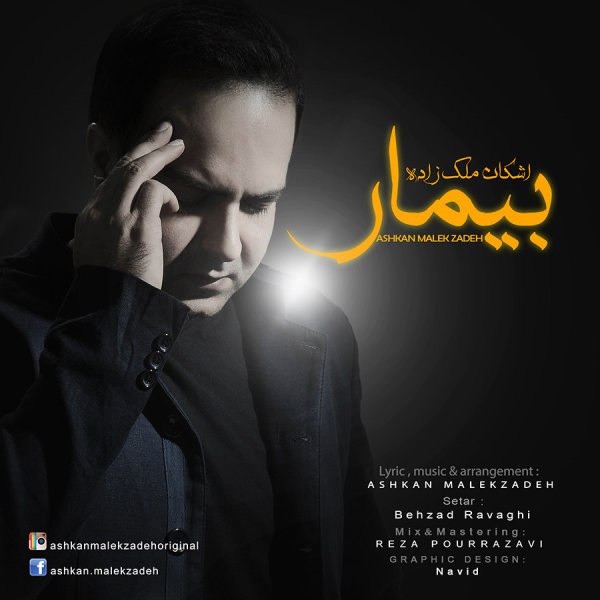 اشکان ملک زاده
بیمار
ASHKAN MALEK ZADEH
Lyric , music & arrangement :
ASHKAN MALEKZADEH
Setar :
Behzad Ravaghi
Mix&Mastering:
REZA POURRAZAVI
GRAPHIC DESIGN:
Navid
ashkanmalekzadehoriginal
f ashkan.malekzadeh